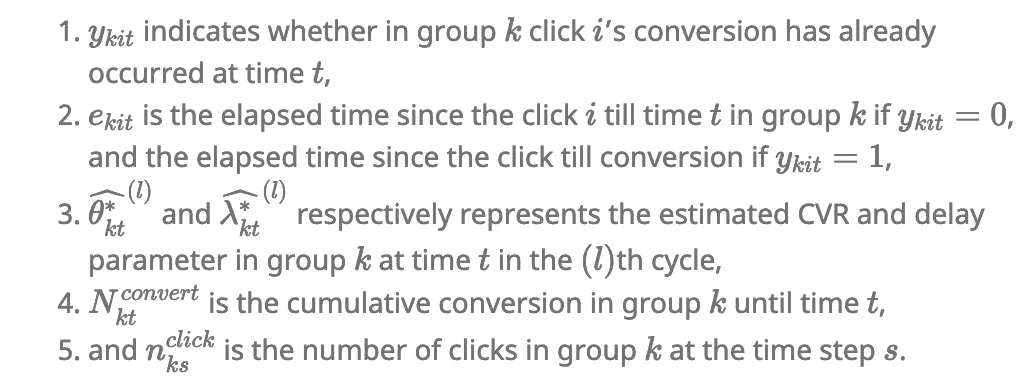 1. $y_{kit}$ indicates whether in group $k$ click $i$'s conversion has already
occurred at time $t$,
2. $e_{kit}$ is the elapsed time since the click $i$ till time $t$ in group $k$ if $y_{kit} = 0$,
and the elapsed time since the click till conversion if $y_{kit} = 1$,
3. $\widehat{\theta^*_{kt}}^{(l)}$ and $\widehat{\lambda^*_{kt}}^{(l)}$ respectively represents the estimated CVR and delay
parameter in group $k$ at time $t$ in the $(l)$th cycle,
4. $N^{convert}_{kt}$ is the cumulative conversion in group $k$ until time $t$,
5. and $n^{click}_{ks}$ is the number of clicks in group $k$ at the time step $s$.